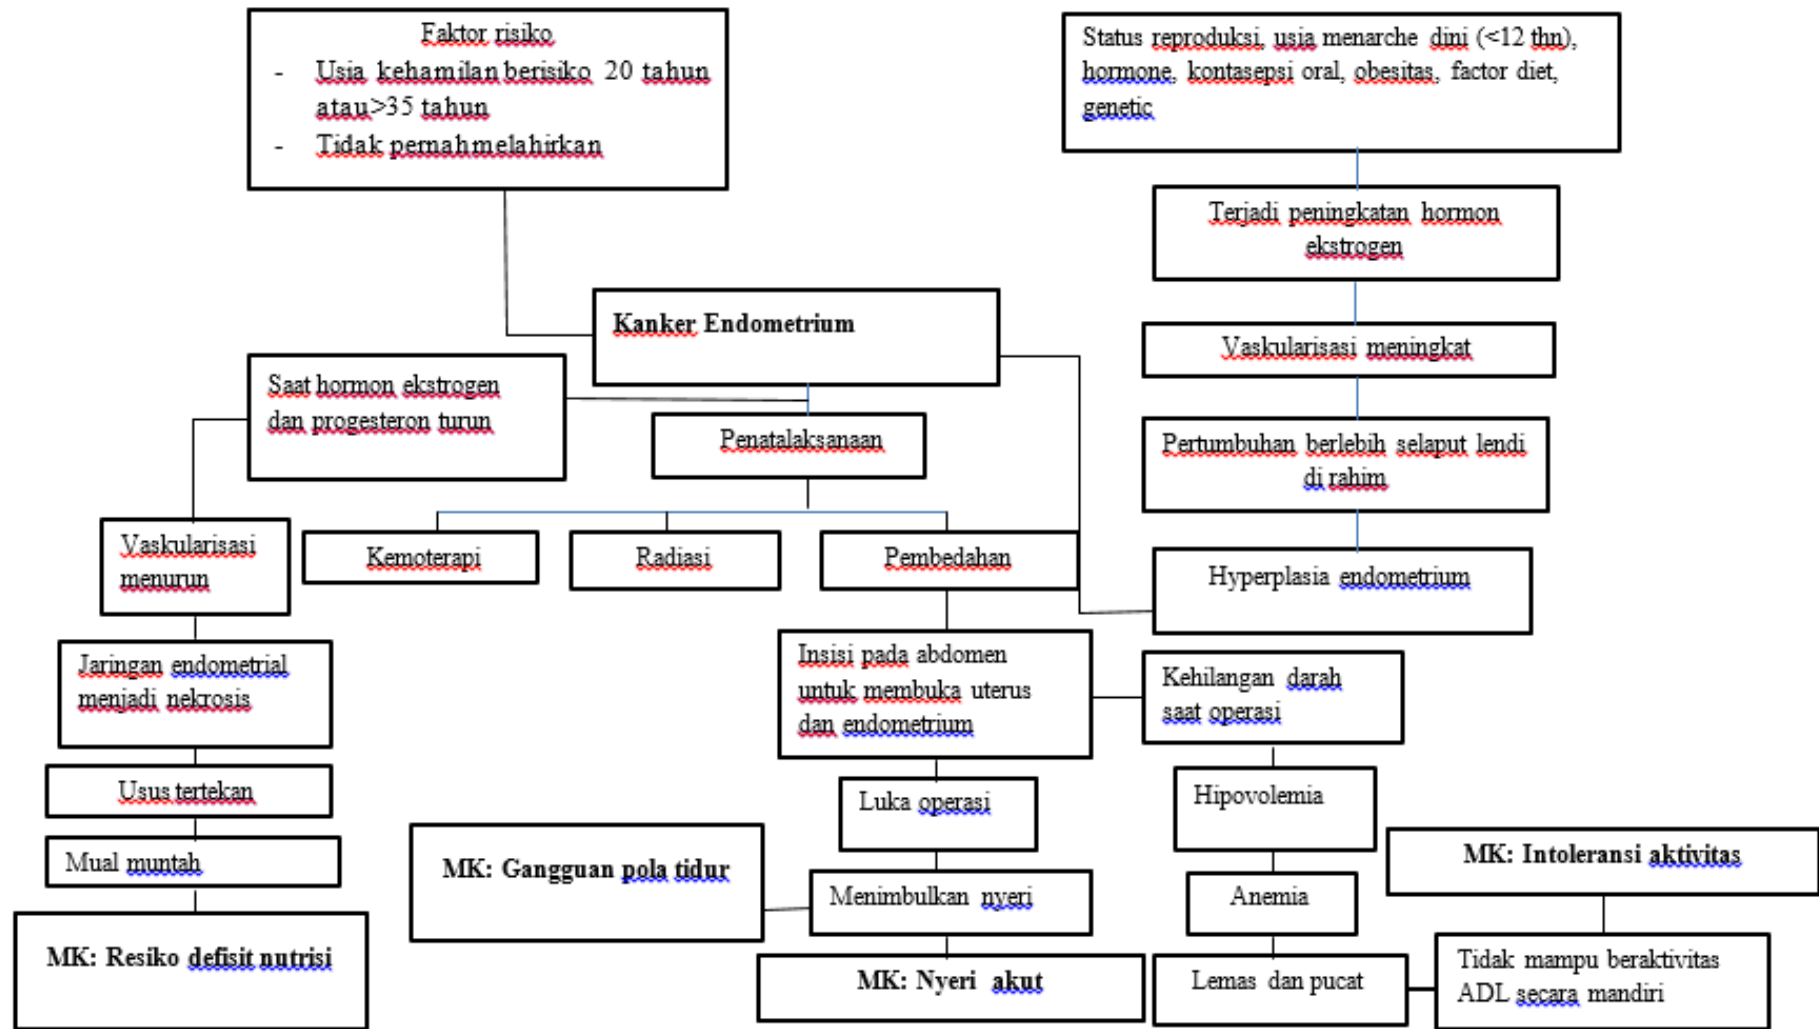 Faktor risiko
- Usia kehamilan berisiko 20 tahun
atau>35 tahun
- Tidak pernah melahirkan
Status reproduksi, usia menarche dini (<12 thn),
hormone, kontasepsi oral, obesitas, factor diet,
genetic
Terjadi peningkatan hormon
ekstrogen
Kanker Endometrium
Vaskularisasi meningkat
Saat hormon ekstrogen
dan progesteron turun
Penatalaksanaan
Pertumbuhan berlebih selaput lendi
di rahim
Vaskularisasi
menurun
Kemoterapi
Radiasi
Pembedahan
Hyperplasia endometrium
Jaringan endometrial
menjadi nekrosis
Insisi pada abdomen
untuk membuka uterus
dan endometrium
Kehilangan darah
saat operasi
Usus tertekan
Luka operasi
Hipovolemia
Mual muntah
MK: Gangguan pola tidur
Menimbulkan nyeri
Anemia
MK: Intoleransi aktivitas
MK: Resiko defisit nutrisi
MK: Nyeri akut
Lemas dan pucat
Tidak mampu beraktivitas
ADL secara mandiri